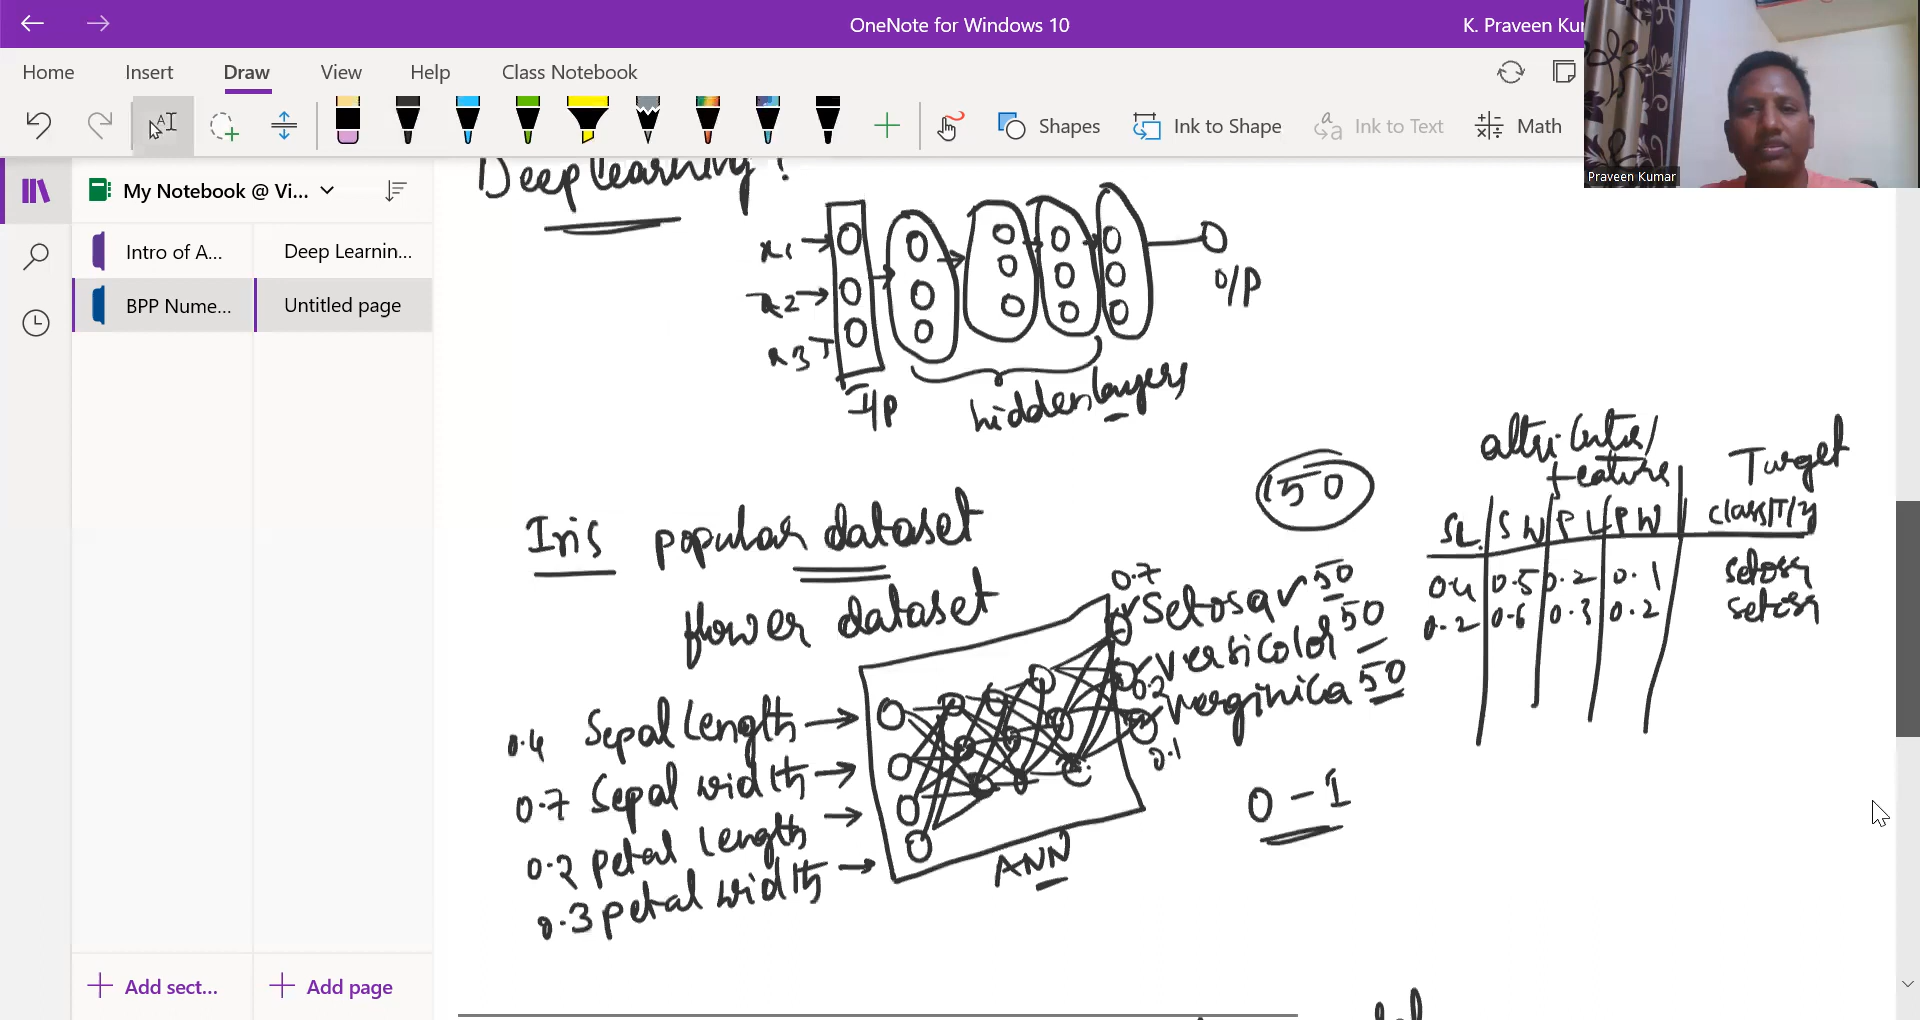 OneNote for Windows 10
K. Praveen Kur
Home Insert Draw View Help Class Notebook
Shapes Ink to Shape Ink to Text Math
Praveen Kumar
My Notebook @ Vi...
Intro of A...
BPP Nume...
Deep Learnin...
Untitled page
Add sect...
Add page
Deep Learning ?
x1
x2
x3
I/p
hidden layers
o/p
Iris popular dataset
flower dataset
150
attributes/
feature
Target
SL SW PL PW class/T/y
0.4 0.5 0.2 0.1 setosa
0.2 0.6 0.3 0.2 setosa
0.7 Setosa 50
Versicolor 50
0.2 verginica 50
0.1
0.4 Sepal Length
0.7 Sepal width
0.2 petal length
0.3 petal width
ANN
0 - 1